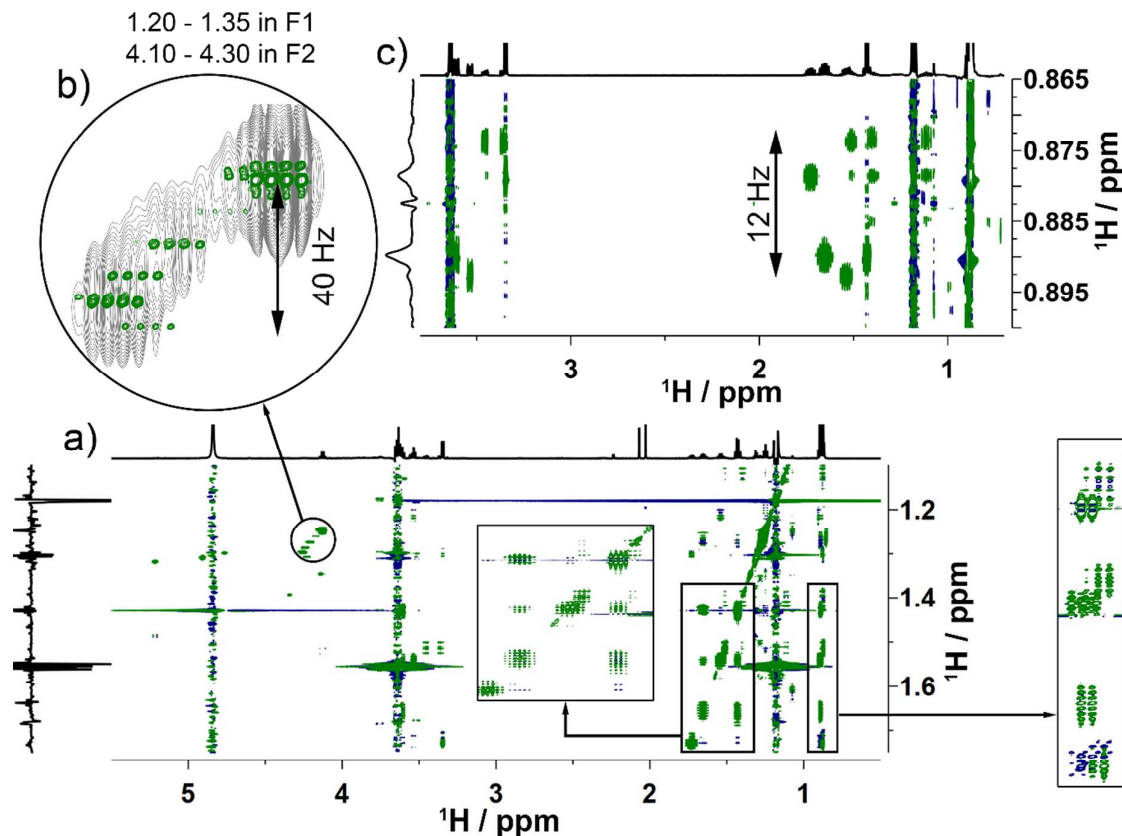 1.20 - 1.35 in F1
4.10 - 4.30 in F2
b)
40 Hz
c)
12 Hz
0.865
0.875
0.885
0.895
¹H / ppm
3
2
1
¹H / ppm
a)
1.2
1.4
1.6
¹H / ppm
5
4
3
2
1
¹H / ppm